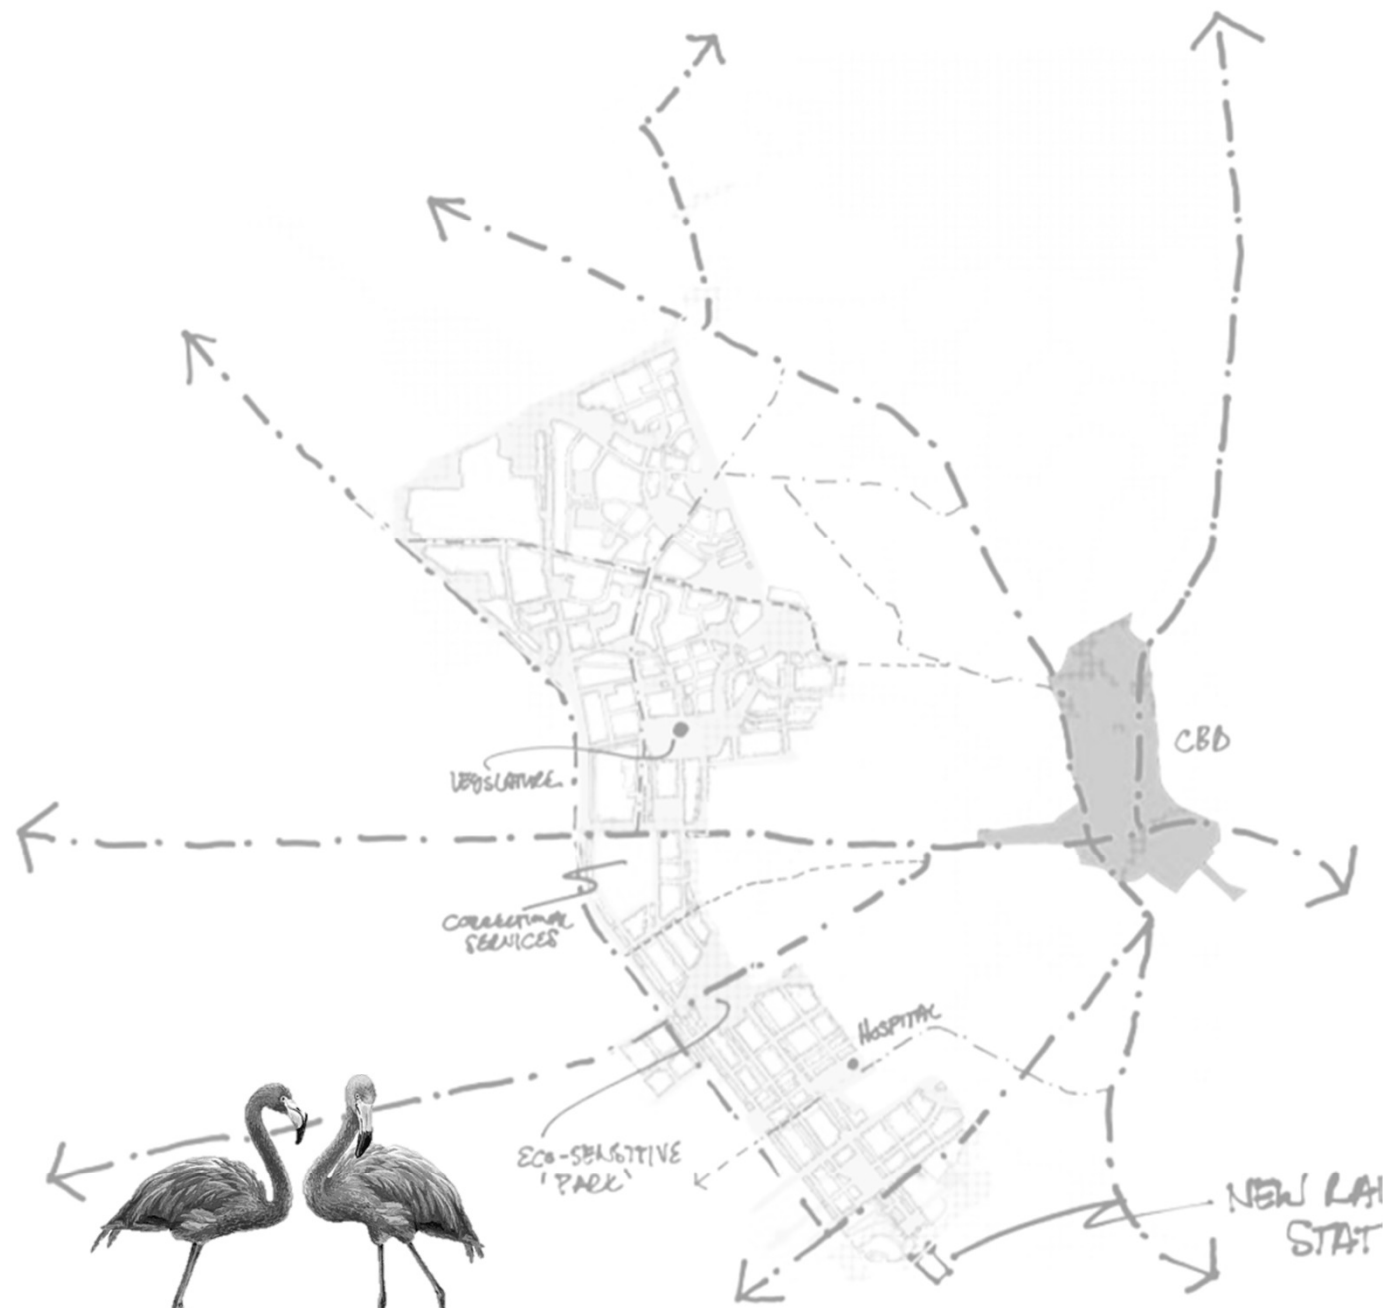 CBD
LEGISLATURE
CORRECTIONAL
SERVICES
HOSPITAL
ECO-SENSITIVE
'PARK'
NEW RAI
STAT